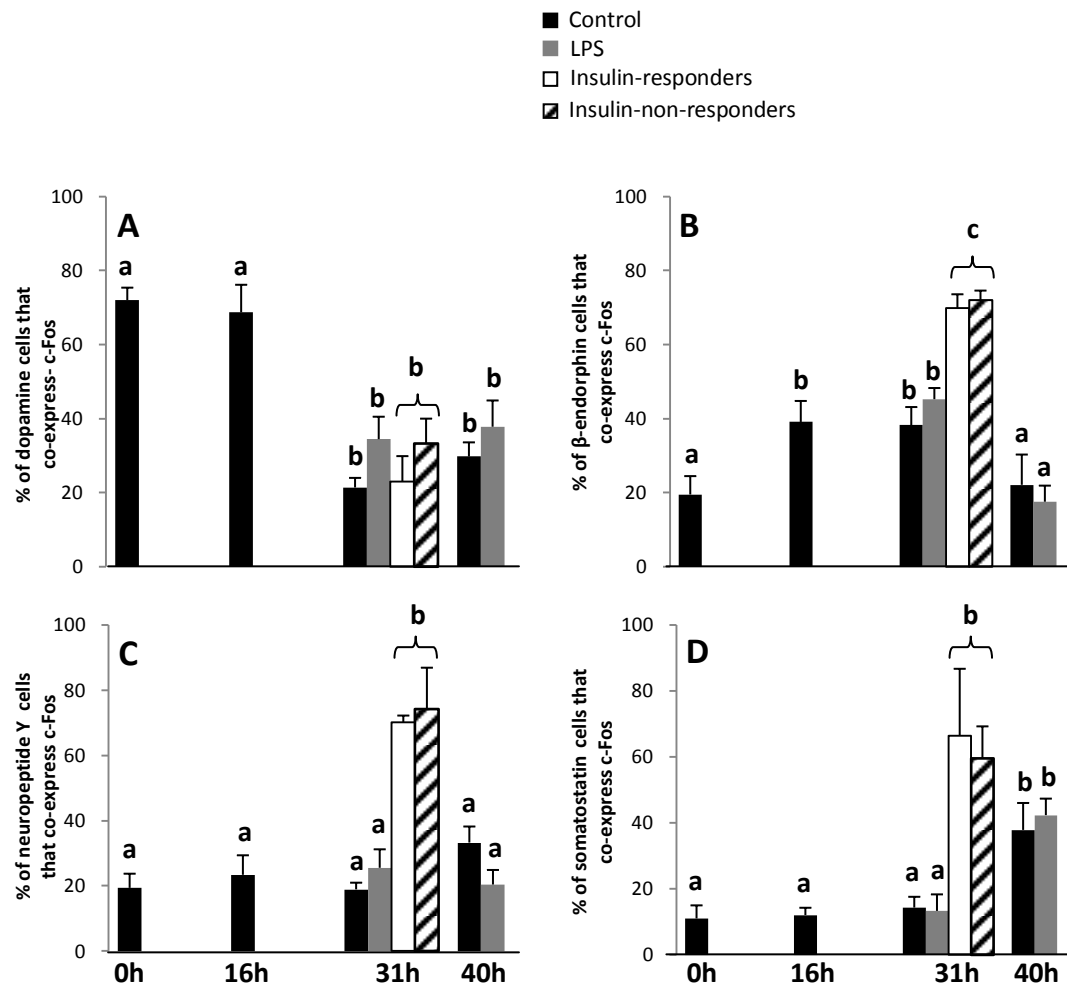 Control
LPS
Insulin-responders
Insulin-non-responders
% of dopamine cells that
co-express- c-Fos
100
80
60
40
20
0
A
a
a
b
b
b
b
b
% of β-endorphin cells that
co-express c-Fos
100
80
60
40
20
0
B
a
b
b
b
c
a
a
% of neuropeptide Y cells
that co-express c-Fos
100
80
60
40
20
0
C
a
a
a
a
b
a
a
0h
16h
31h
40h
% of somatostatin cells that
co-express c-Fos
100
80
60
40
20
0
D
a
a
a
a
b
b
b
0h
16h
31h
40h